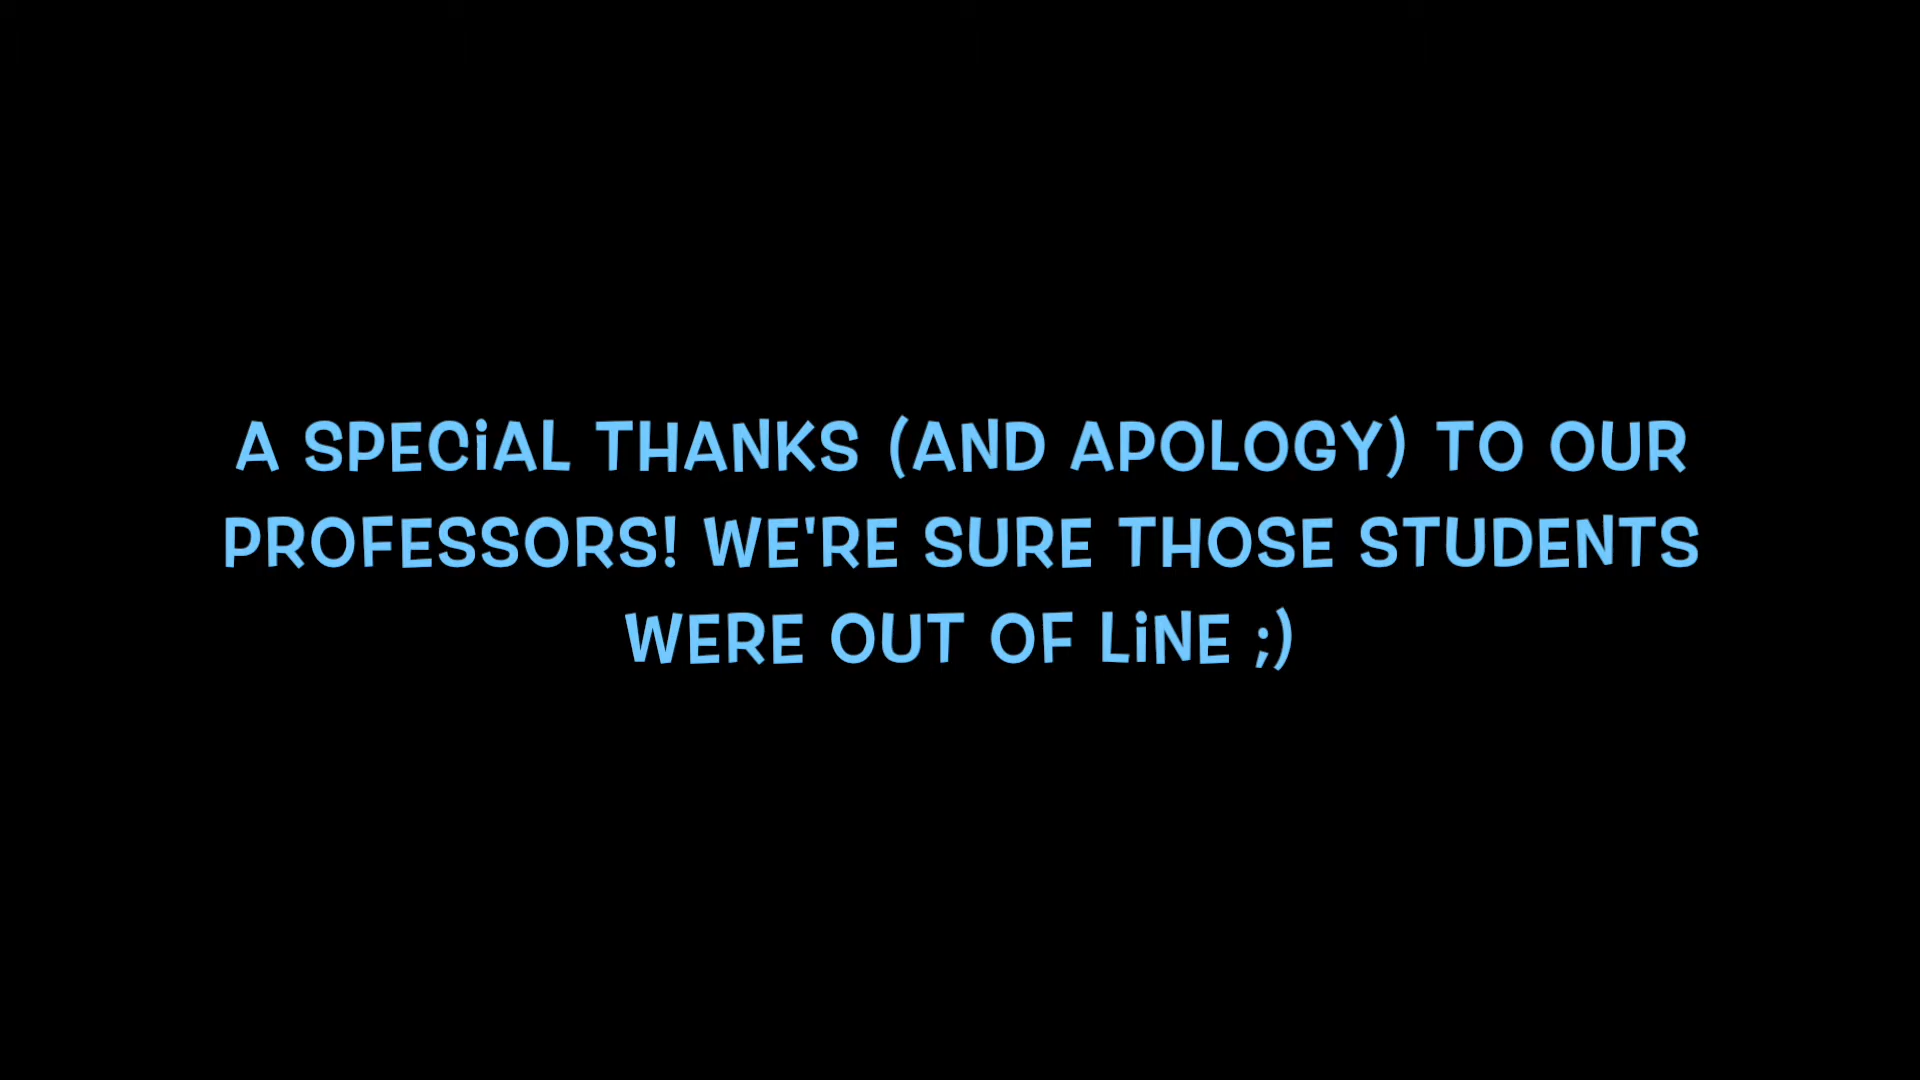 A SPECiAL THANKS (AND APOLOGY) TO OUR
PROFESSORS! WE'RE SURE THOSE STUDENTS
WERE OUT OF LiNE ;)